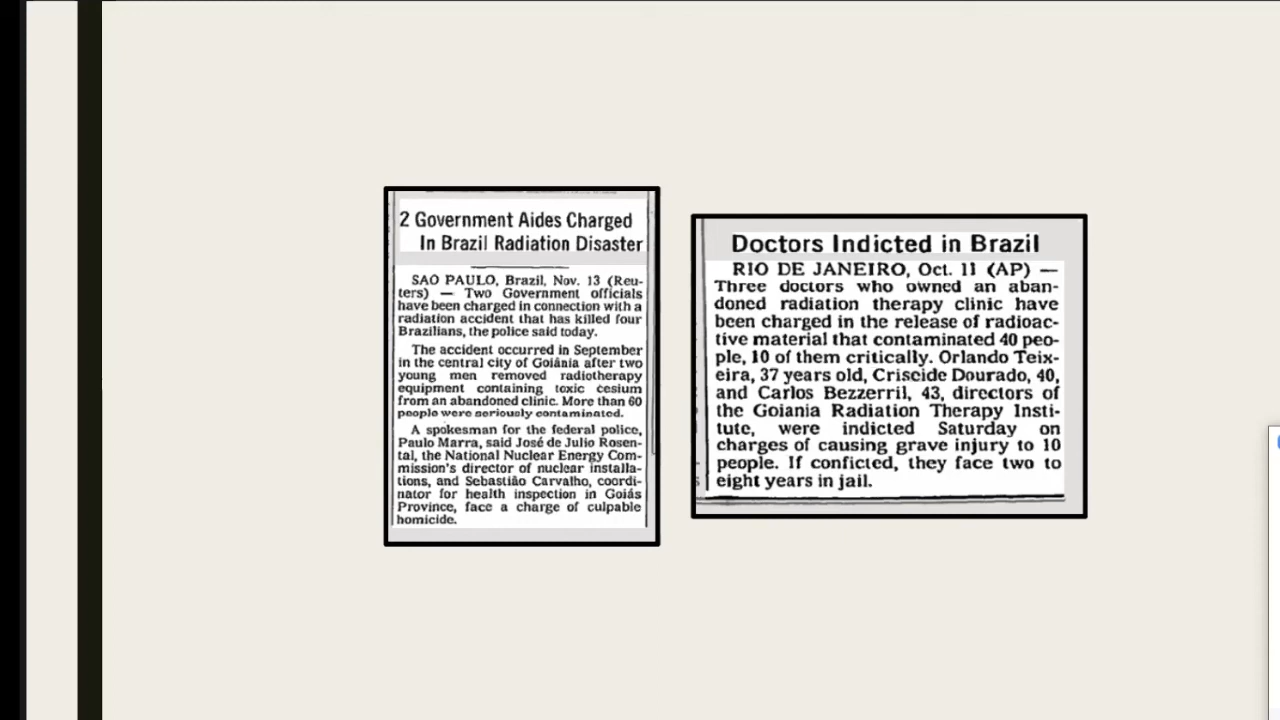 2 Government Aides Charged
In Brazil Radiation Disaster
SAO PAULO, Brazil, Nov. 13 (Reu-
ters) — Two Government officials
have been charged in connection with a
radiation accident that has killed four
Brazilians, the police said today.
The accident occurred in September
in the central city of Goiânia after two
young men removed radiotherapy
equipment containing toxic cesium
from an abandoned clinic. More than 60
people were seriously contaminated.
A spokesman for the federal police,
Paulo Marra, said José de Julio Rosen-
tal, the National Nuclear Energy Com-
mission's director of nuclear installa-
tions, and Sebastião Carvalho, coordi-
nator for health inspection in Goiás
Province, face a charge of culpable
homicide.
Doctors Indicted in Brazil
RIO DE JANEIRO, Oct. 11 (AP) —
Three doctors who owned an aban-
doned radiation therapy clinic have
been charged in the release of radioac-
tive material that contaminated 40 peo-
ple, 10 of them critically. Orlando Teix-
eira, 37 years old, Criscide Dourado, 40,
and Carlos Bezzerril, 43, directors of
the Goiania Radiation Therapy Insti-
tute, were indicted Saturday on
charges of causing grave injury to 10
people. If conficted, they face two to
eight years in jail.